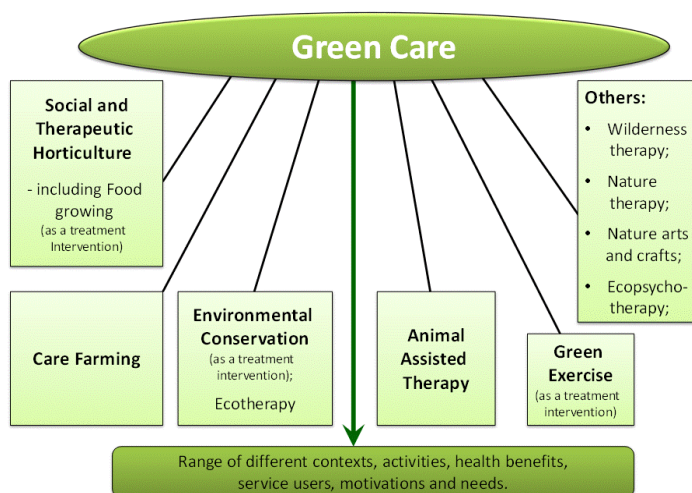 Green Care
Social and
Therapeutic
Horticulture
- including Food
growing
(as a treatment
Intervention)
Others:
• Wilderness
therapy;
• Nature
therapy;
• Nature arts
and crafts;
• Ecopsycho-
therapy;
Care Farming
Environmental
Conservation
(as a treatment
intervention);
Ecotherapy
Animal
Assisted
Therapy
Green
Exercise
(as a treatment
intervention)
Range of different contexts, activities, health benefits,
service users, motivations and needs.